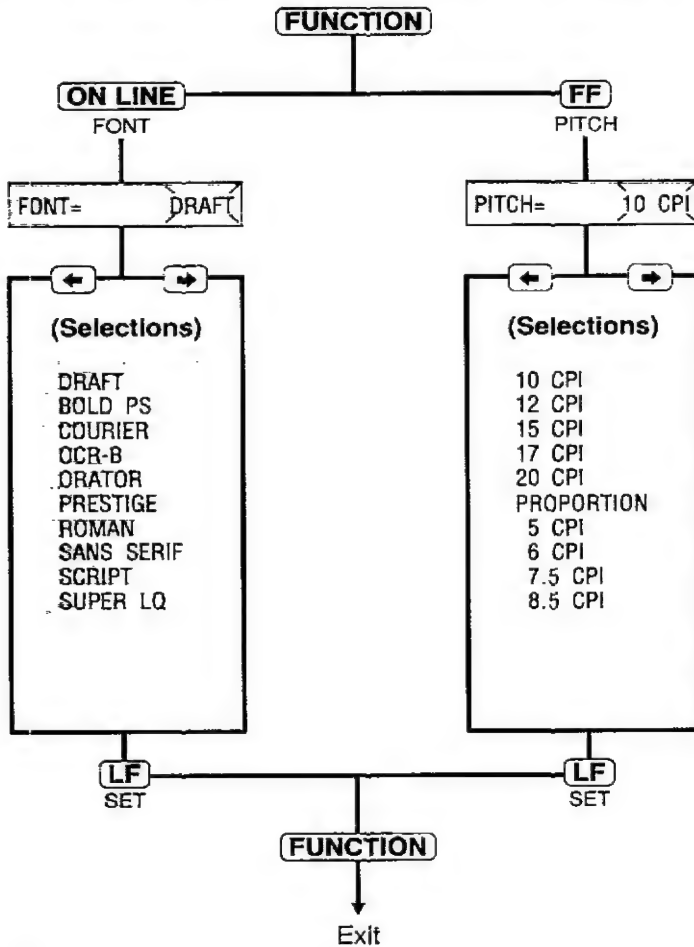 FUNCTION
ON LINE
FONT
FONT= DRAFT
(Selections)
DRAFT
BOLD PS
COURIER
OCR-B
ORATOR
PRESTIGE
ROMAN
SANS SERIF
SCRIPT
SUPER LQ
LF
SET
FF
PITCH
PITCH= 10 CPI
(Selections)
10 CPI
12 CPI
15 CPI
17 CPI
20 CPI
PROPORTION
5 CPI
6 CPI
7.5 CPI
8.5 CPI
LF
SET
FUNCTION
Exit